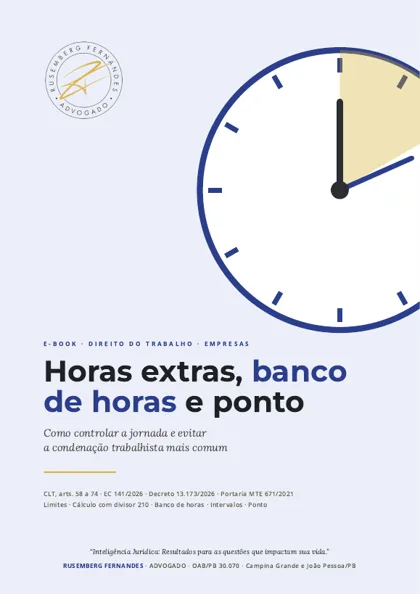 RUSEMBERG FERNANDES
ADVOGADO
E-BOOK · DIREITO DO TRABALHO · EMPRESAS
Horas extras, banco
de horas e ponto
Como controlar a jornada e evitar
a condenação trabalhista mais comum
CLT, arts. 58 a 74 · EC 141/2026 · Decreto 13.173/2026 · Portaria MTE 671/2021
Limites · Cálculo com divisor 210 · Banco de horas · Intervalos · Ponto
"Inteligência Jurídica: Resultados para as questões que impactam sua vida."
RUSEMBERG FERNANDES · ADVOGADO · OAB/PB 30.070 · Campina Grande e João Pessoa/PB